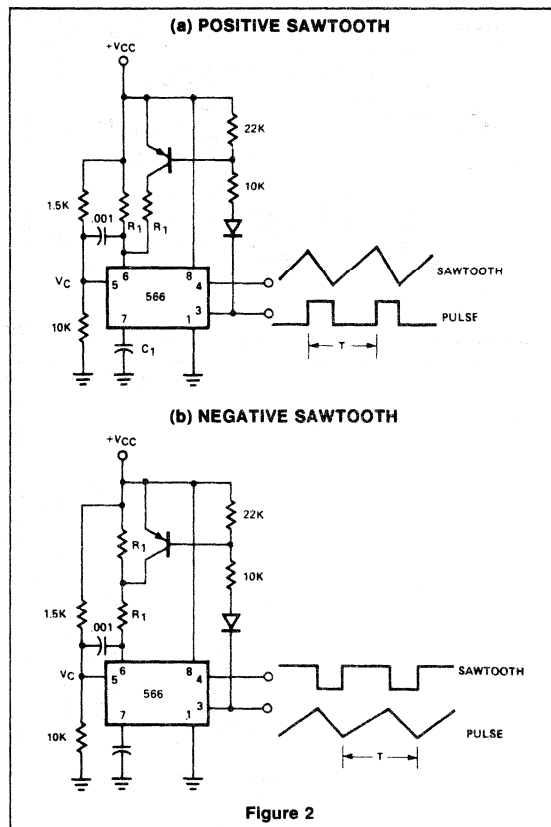 (a) POSITIVE SAWTOOTH
+VCC
22K
10K
1.5K
.001
R1
R1
VC
5
6
8
4
566
3
7
1
10K
C1
SAWTOOTH
PULSE
T
(b) NEGATIVE SAWTOOTH
+VCC
22K
R1
10K
1.5K
R1
.001
VC
5
6
8
4
566
3
7
1
10K
SAWTOOTH
PULSE
T
Figure 2